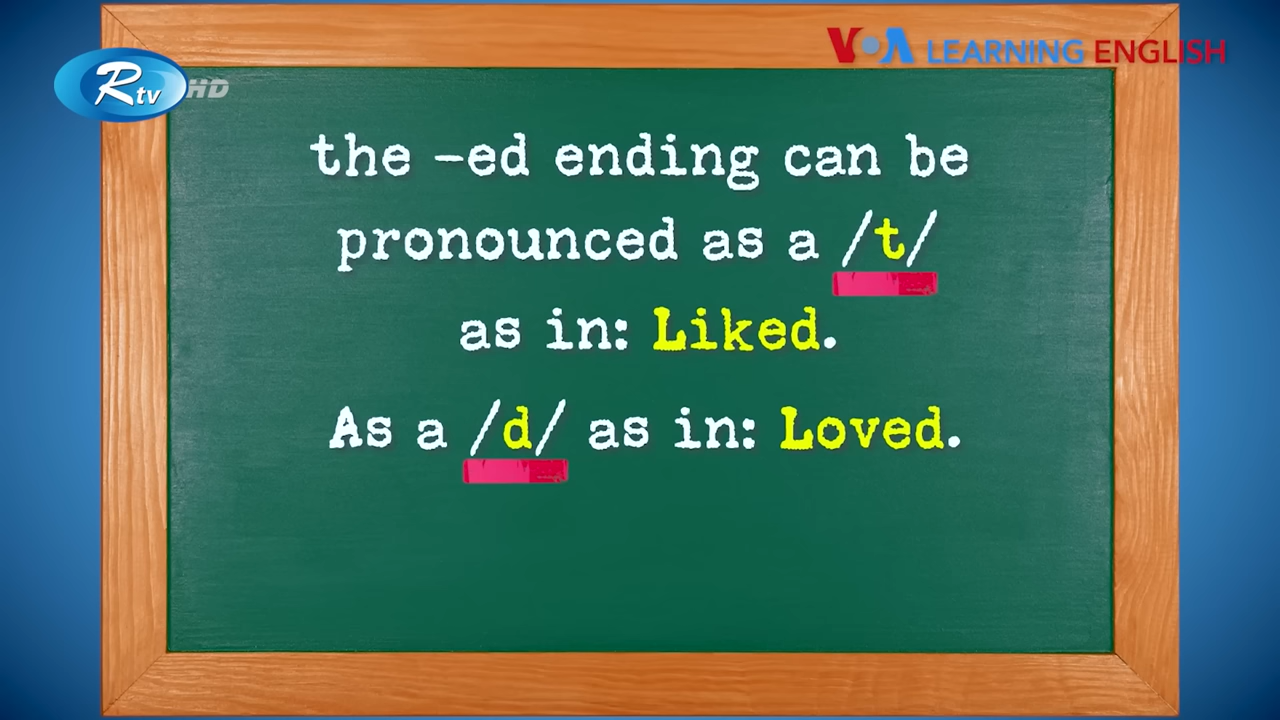 Rtv HD
VOA LEARNING ENGLISH
the -ed ending can be
pronounced as a /t/
as in: Liked.
As a /d/ as in: Loved.